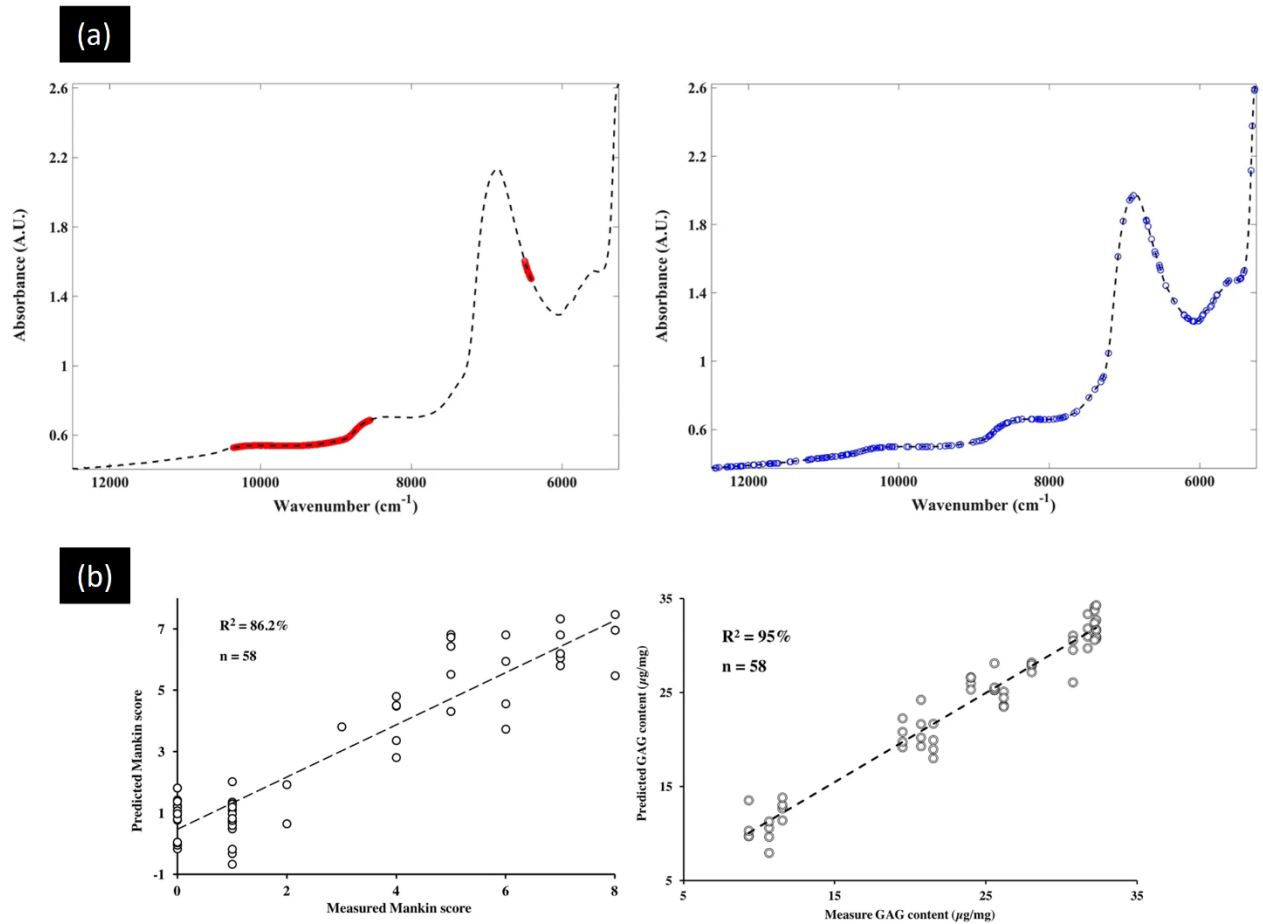 (a)
2.6
2.2
1.8
1.4
1
0.6
Absorbance (A.U.)
12000 10000 8000 6000
Wavenumber (cm-1)
2.6
2.2
1.8
1.4
1
0.6
Absorbance (A.U.)
12000 10000 8000 6000
Wavenumber (cm-1)
(b)
R2 = 86.2%
n = 58
7
5
3
1
-1
Predicted Mankin score
0 2 4 6 8
Measured Mankin score
R2 = 95%
n = 58
35
25
15
5
Predicted GAG content (µg/mg)
5 15 25 35
Measure GAG content (µg/mg)